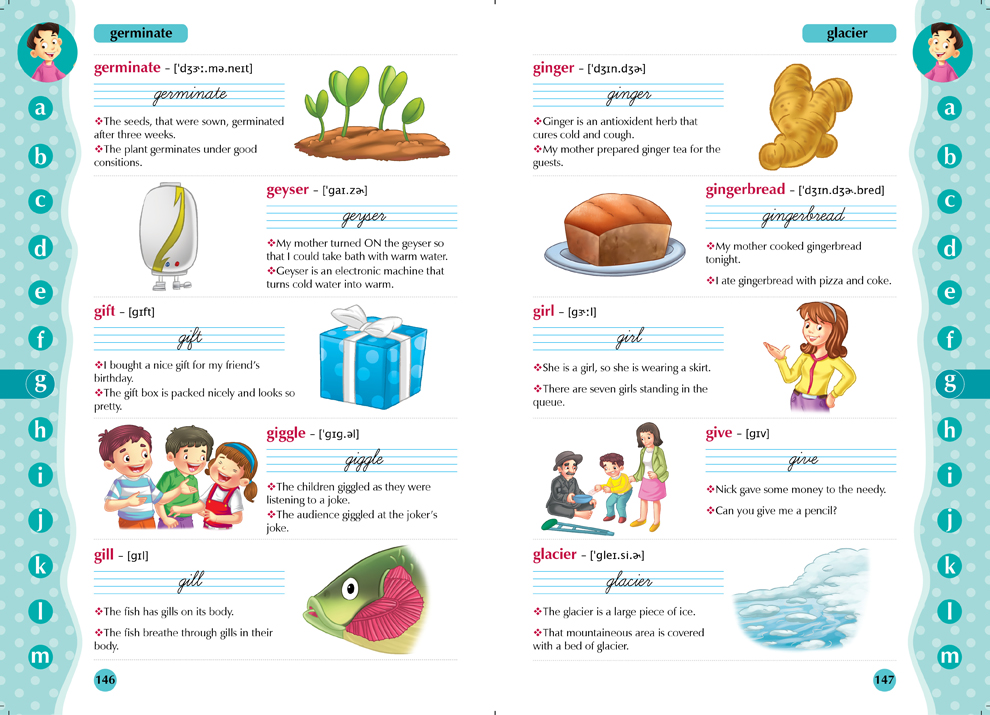 germinate
germinate – [ˈdʒɝː.mə.neɪt]
germinate
❖The seeds, that were sown, germinated
after three weeks.
❖The plant germinates under good
consitions.
geyser – [ˈɡaɪ.zɚ]
geyser
❖My mother turned ON the geyser so
that I could take bath with warm water.
❖Geyser is an electronic machine that
turns cold water into warm.
gift – [ɡɪft]
gift
❖I bought a nice gift for my friend's
birthday.
❖The gift box is packed nicely and looks so
pretty.
giggle – [ˈɡɪɡ.əl]
giggle
❖The children giggled as they were
listening to a joke.
❖The audience giggled at the joker's
joke.
gill – [ɡɪl]
gill
❖The fish has gills on its body.
❖The fish breathe through gills in their
body.
146
a
b
c
d
e
f
g
h
i
j
k
l
m
glacier
ginger – [ˈdʒɪn.dʒɚ]
ginger
❖Ginger is an antioxident herb that
cures cold and cough.
❖My mother prepared ginger tea for the
guests.
gingerbread – [ˈdʒɪn.dʒɚ.bred]
gingerbread
❖My mother cooked gingerbread
tonight.
❖I ate gingerbread with pizza and coke.
girl – [ɡɝːl]
girl
❖She is a girl, so she is wearing a skirt.
❖There are seven girls standing in the
queue.
give – [ɡɪv]
give
❖Nick gave some money to the needy.
❖Can you give me a pencil?
glacier – [ˈɡleɪ.si.ɚ]
glacier
❖The glacier is a large piece of ice.
❖That mountaineous area is covered
with a bed of glacier.
147
a
b
c
d
e
f
g
h
i
j
k
l
m